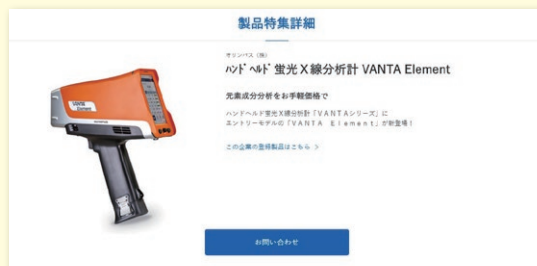 製品特集詳細
オリンパス（株）
ﾊﾝﾄﾞﾍﾙﾄﾞ蛍光X線分析計 VANTA Element
元素成分分析をお手軽価格で
ハンドヘルド蛍光X線分析計「VANTAシリーズ」に
エントリーモデルの「VANTA Element」が新登場！
この企業の登録製品はこちら >
VANTA
Element
お問い合わせ